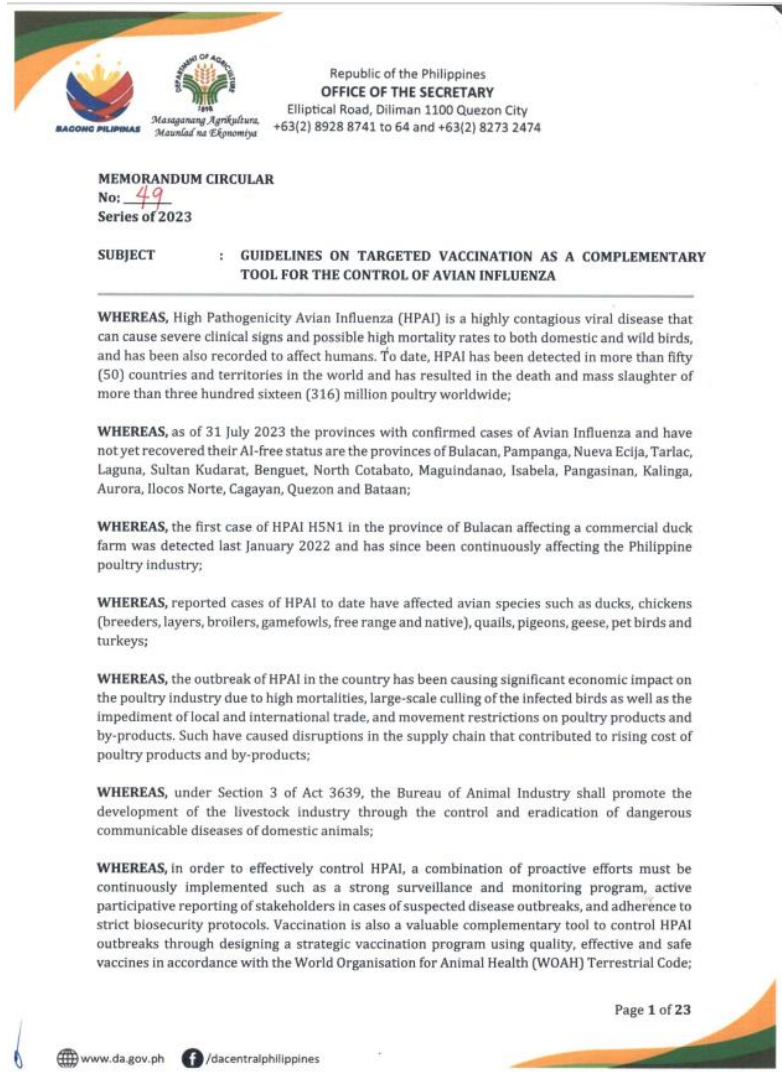 Republic of the Philippines
OFFICE OF THE SECRETARY
Elliptical Road, Diliman 1100 Quezon City
+63(2) 8928 8741 to 64 and +63(2) 8273 2474
BAGONG PILIPINAS
DEPARTMENT OF AGRICULTURE
1898
Masaganang Agrikultura,
Maunlad na Ekonomiya
MEMORANDUM CIRCULAR
No: 49
Series of 2023
SUBJECT : GUIDELINES ON TARGETED VACCINATION AS A COMPLEMENTARY
TOOL FOR THE CONTROL OF AVIAN INFLUENZA
WHEREAS, High Pathogenicity Avian Influenza (HPAI) is a highly contagious viral disease that
can cause severe clinical signs and possible high mortality rates to both domestic and wild birds,
and has been also recorded to affect humans. To date, HPAI has been detected in more than fifty
(50) countries and territories in the world and has resulted in the death and mass slaughter of
more than three hundred sixteen (316) million poultry worldwide;
WHEREAS, as of 31 July 2023 the provinces with confirmed cases of Avian Influenza and have
not yet recovered their AI-free status are the provinces of Bulacan, Pampanga, Nueva Ecija, Tarlac,
Laguna, Sultan Kudarat, Benguet, North Cotabato, Maguindanao, Isabela, Pangasinan, Kalinga,
Aurora, Ilocos Norte, Cagayan, Quezon and Bataan;
WHEREAS, the first case of HPAI H5N1 in the province of Bulacan affecting a commercial duck
farm was detected last January 2022 and has since been continuously affecting the Philippine
poultry industry;
WHEREAS, reported cases of HPAI to date have affected avian species such as ducks, chickens
(breeders, layers, broilers, gamefowls, free range and native), quails, pigeons, geese, pet birds and
turkeys;
WHEREAS, the outbreak of HPAI in the country has been causing significant economic impact on
the poultry industry due to high mortalities, large-scale culling of the infected birds as well as the
impediment of local and international trade, and movement restrictions on poultry products and
by-products. Such have caused disruptions in the supply chain that contributed to rising cost of
poultry products and by-products;
WHEREAS, under Section 3 of Act 3639, the Bureau of Animal Industry shall promote the
development of the livestock industry through the control and eradication of dangerous
communicable diseases of domestic animals;
WHEREAS, in order to effectively control HPAI, a combination of proactive efforts must be
continuously implemented such as a strong surveillance and monitoring program, active
participative reporting of stakeholders in cases of suspected disease outbreaks, and adherence to
strict biosecurity protocols. Vaccination is also a valuable complementary tool to control HPAI
outbreaks through designing a strategic vaccination program using quality, effective and safe
vaccines in accordance with the World Organisation for Animal Health (WOAH) Terrestrial Code;
Page 1 of 23
www.da.gov.ph /dacentralphilippines